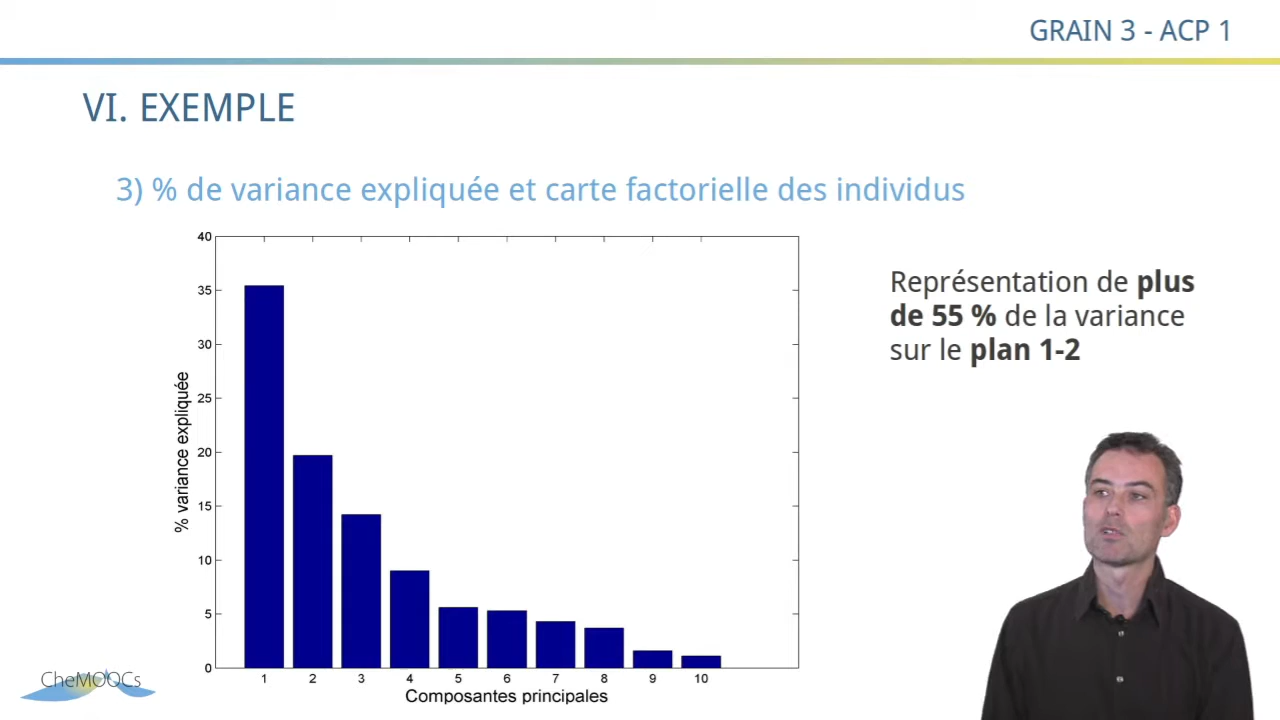 GRAIN 3 - ACP 1
VI. EXEMPLE
3) % de variance expliquée et carte factorielle des individus
40
35
30
25
20
15
10
5
0
% variance expliquée
1 2 3 4 5 6 7 8 9 10
Composantes principales
Représentation de plus
de 55 % de la variance
sur le plan 1-2
CheMOOCs